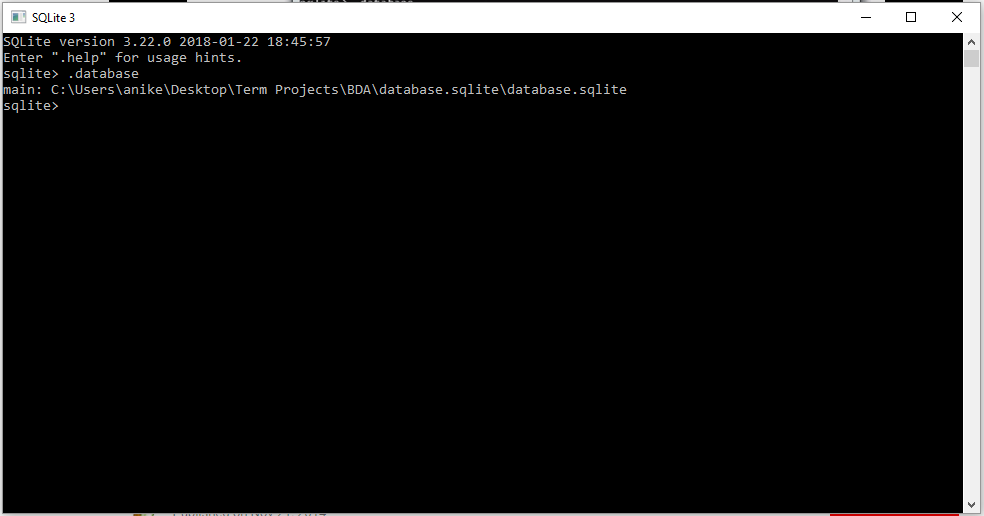 SQLite 3
SQLite version 3.22.0 2018-01-22 18:45:57
Enter ".help" for usage hints.
sqlite> .database
main: C:\Users\anike\Desktop\Term Projects\BDA\database.sqlite\database.sqlite
sqlite>